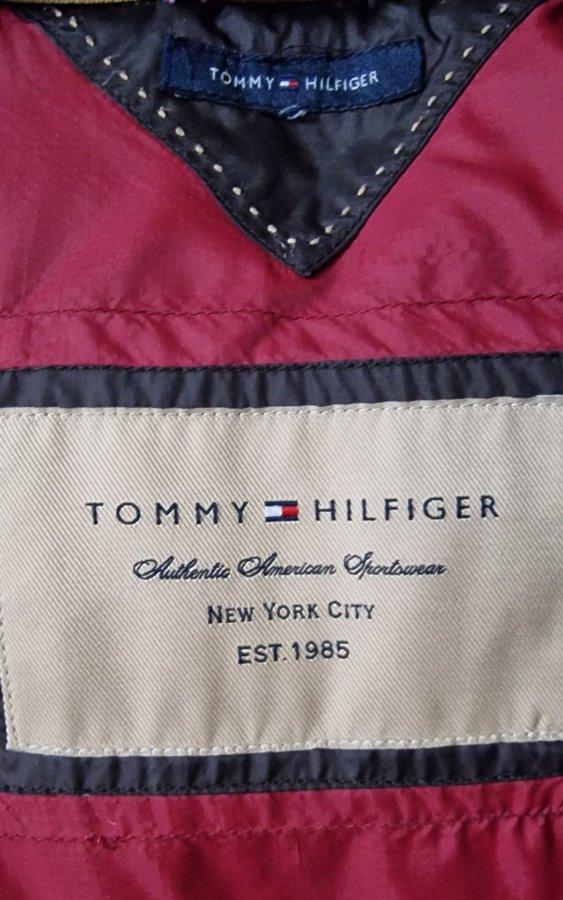 TOMMY HILFIGER
TOMMY HILFIGER
Authentic American Sportswear
NEW YORK CITY
EST.1985